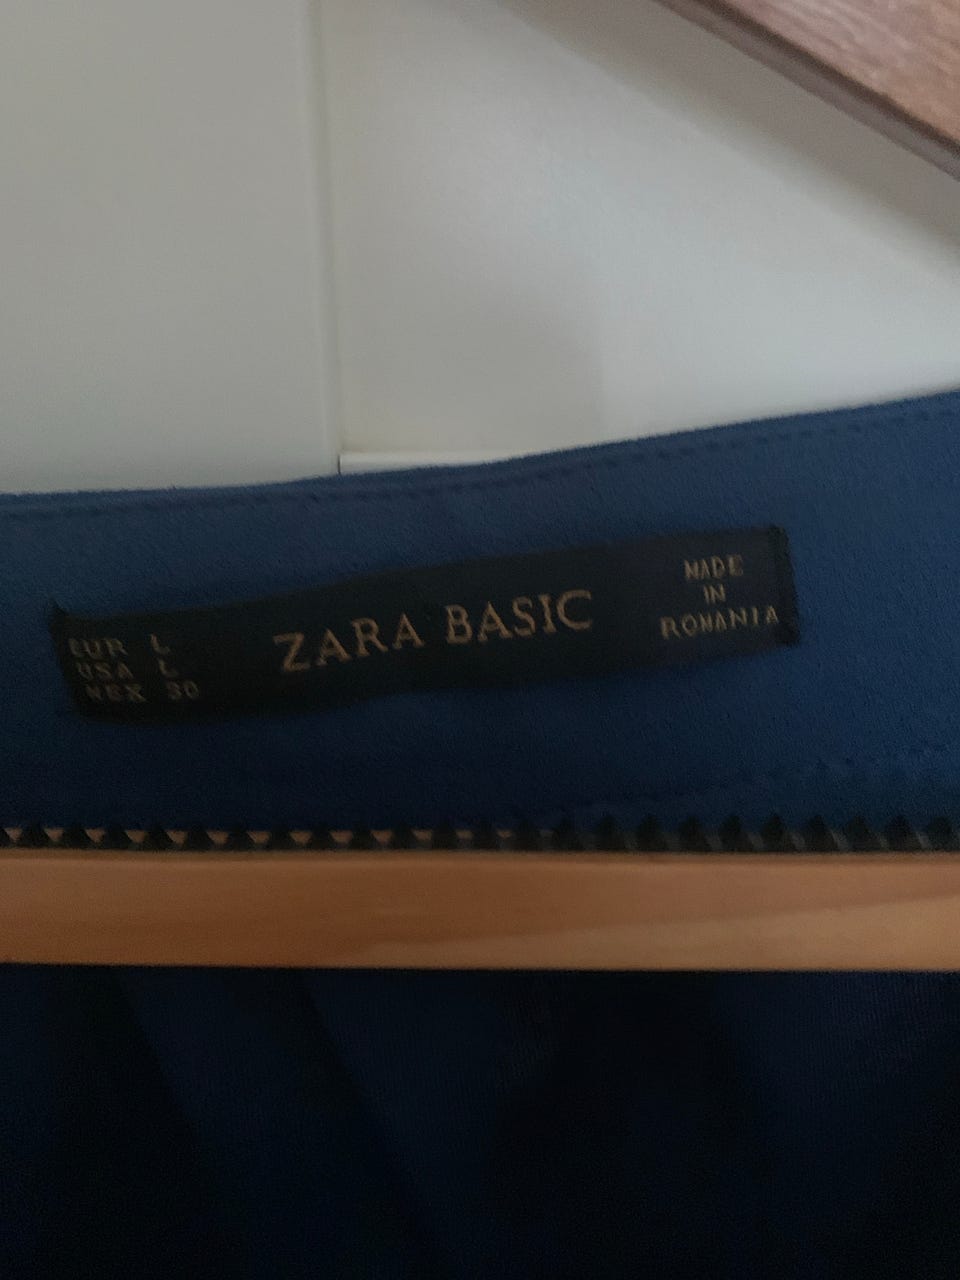 EUR L
USA L
MEX 30
ZARA BASIC
MADE
IN
ROMANIA